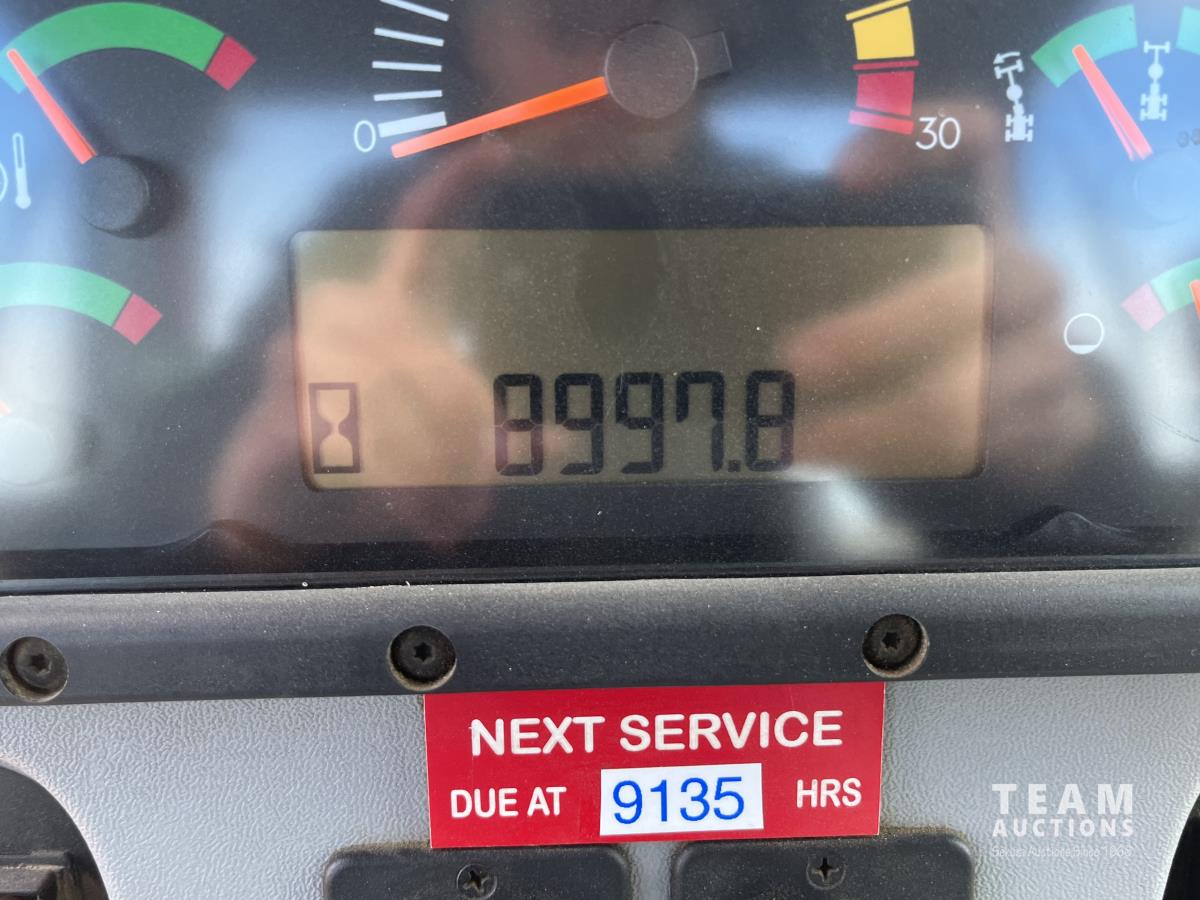 0
30
8997.8
NEXT SERVICE
DUE AT 9135 HRS
TEAM
AUCTIONS